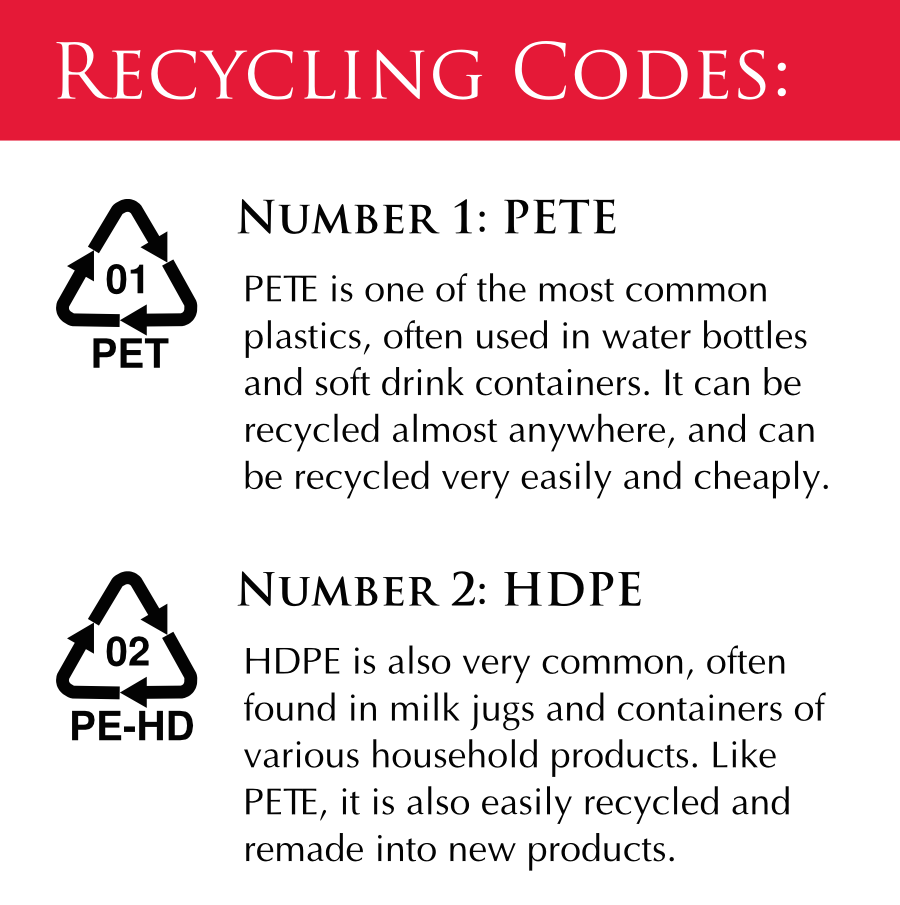 RECYCLING CODES:
NUMBER 1: PETE
01
PET
PETE is one of the most common
plastics, often used in water bottles
and soft drink containers. It can be
recycled almost anywhere, and can
be recycled very easily and cheaply.
NUMBER 2: HDPE
02
PE-HD
HDPE is also very common, often
found in milk jugs and containers of
various household products. Like
PETE, it is also easily recycled and
remade into new products.